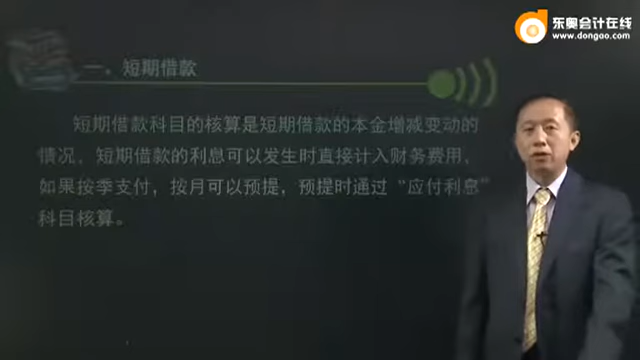 东奥会计在线
www.dongao.com
一、短期借款
短期借款科目的核算是短期借款的本金增减变动的
情况，短期借款的利息可以发生时直接计入财务费用，
如果按季支付，按月可以预提，预提时通过“应付利息”
科目核算。